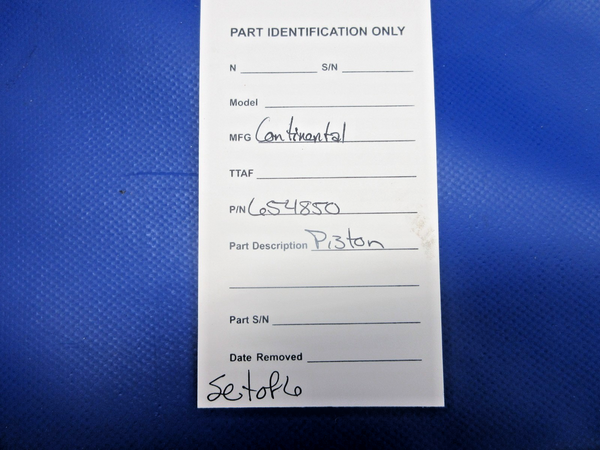 PART IDENTIFICATION ONLY
N S/N
Model
MFG Continental
TTAF
P/N 654850
Part Description Piston
Part S/N
Date Removed
Set of 6